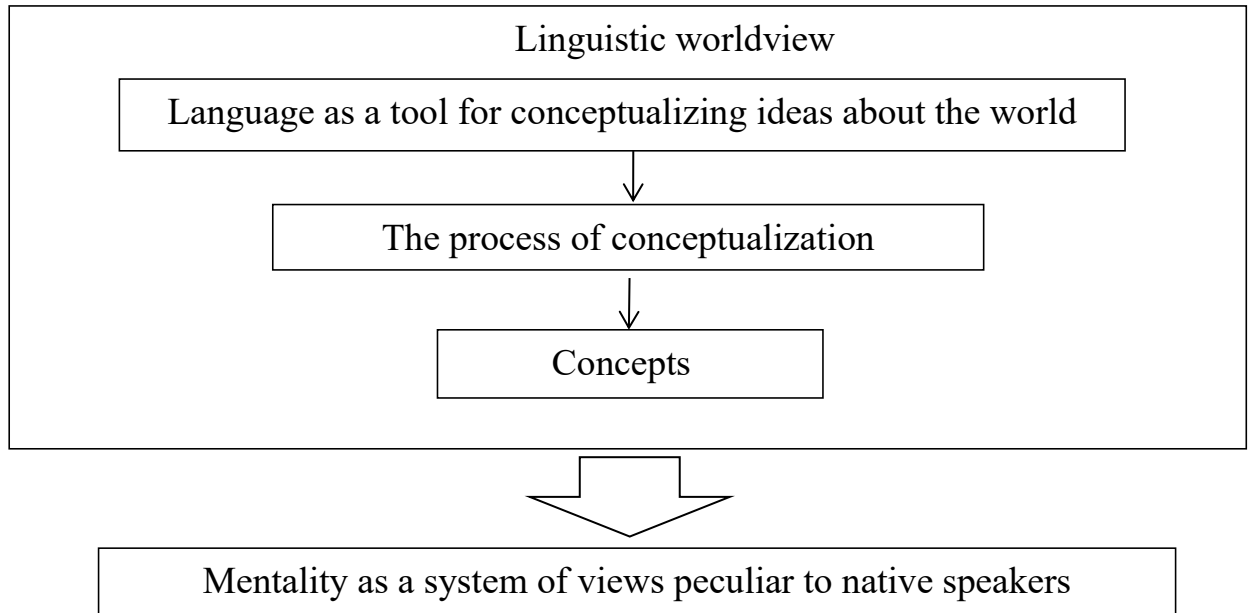 Linguistic worldview
Language as a tool for conceptualizing ideas about the world
The process of conceptualization
Concepts
Mentality as a system of views peculiar to native speakers